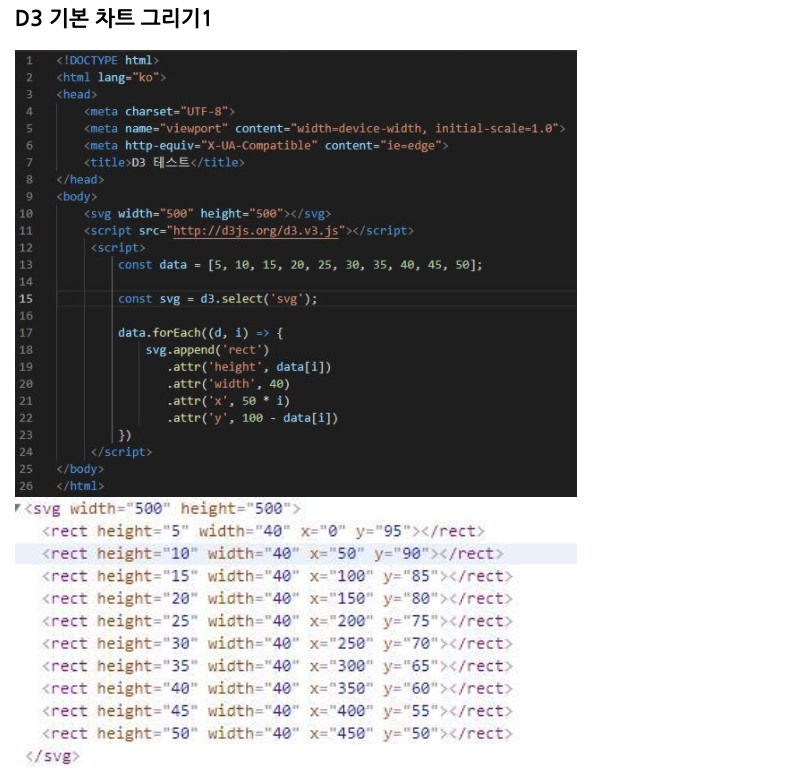 D3 기본 차트 그리기1
1 <!DOCTYPE html>
2 <html lang="ko">
3 <head>
4 <meta charset="UTF-8">
5 <meta name="viewport" content="width=device-width, initial-scale=1.0">
6 <meta http-equiv="X-UA-Compatible" content="ie=edge">
7 <title>D3 테스트</title>
8 </head>
9 <body>
10 <svg width="500" height="500"></svg>
11 <script src="http://d3js.org/d3.v3.js"></script>
12 <script>
13 const data = [5, 10, 15, 20, 25, 30, 35, 40, 45, 50];
14
15 const svg = d3.select('svg');
16
17 data.forEach((d, i) => {
18 svg.append('rect')
19 .attr('height', data[i])
20 .attr('width', 40)
21 .attr('x', 50 * i)
22 .attr('y', 100 - data[i])
23 })
24 </script>
25 </body>
26 </html>
<svg width="500" height="500">
<rect height="5" width="40" x="0" y="95"></rect>
<rect height="10" width="40" x="50" y="90"></rect>
<rect height="15" width="40" x="100" y="85"></rect>
<rect height="20" width="40" x="150" y="80"></rect>
<rect height="25" width="40" x="200" y="75"></rect>
<rect height="30" width="40" x="250" y="70"></rect>
<rect height="35" width="40" x="300" y="65"></rect>
<rect height="40" width="40" x="350" y="60"></rect>
<rect height="45" width="40" x="400" y="55"></rect>
<rect height="50" width="40" x="450" y="50"></rect>
</svg>